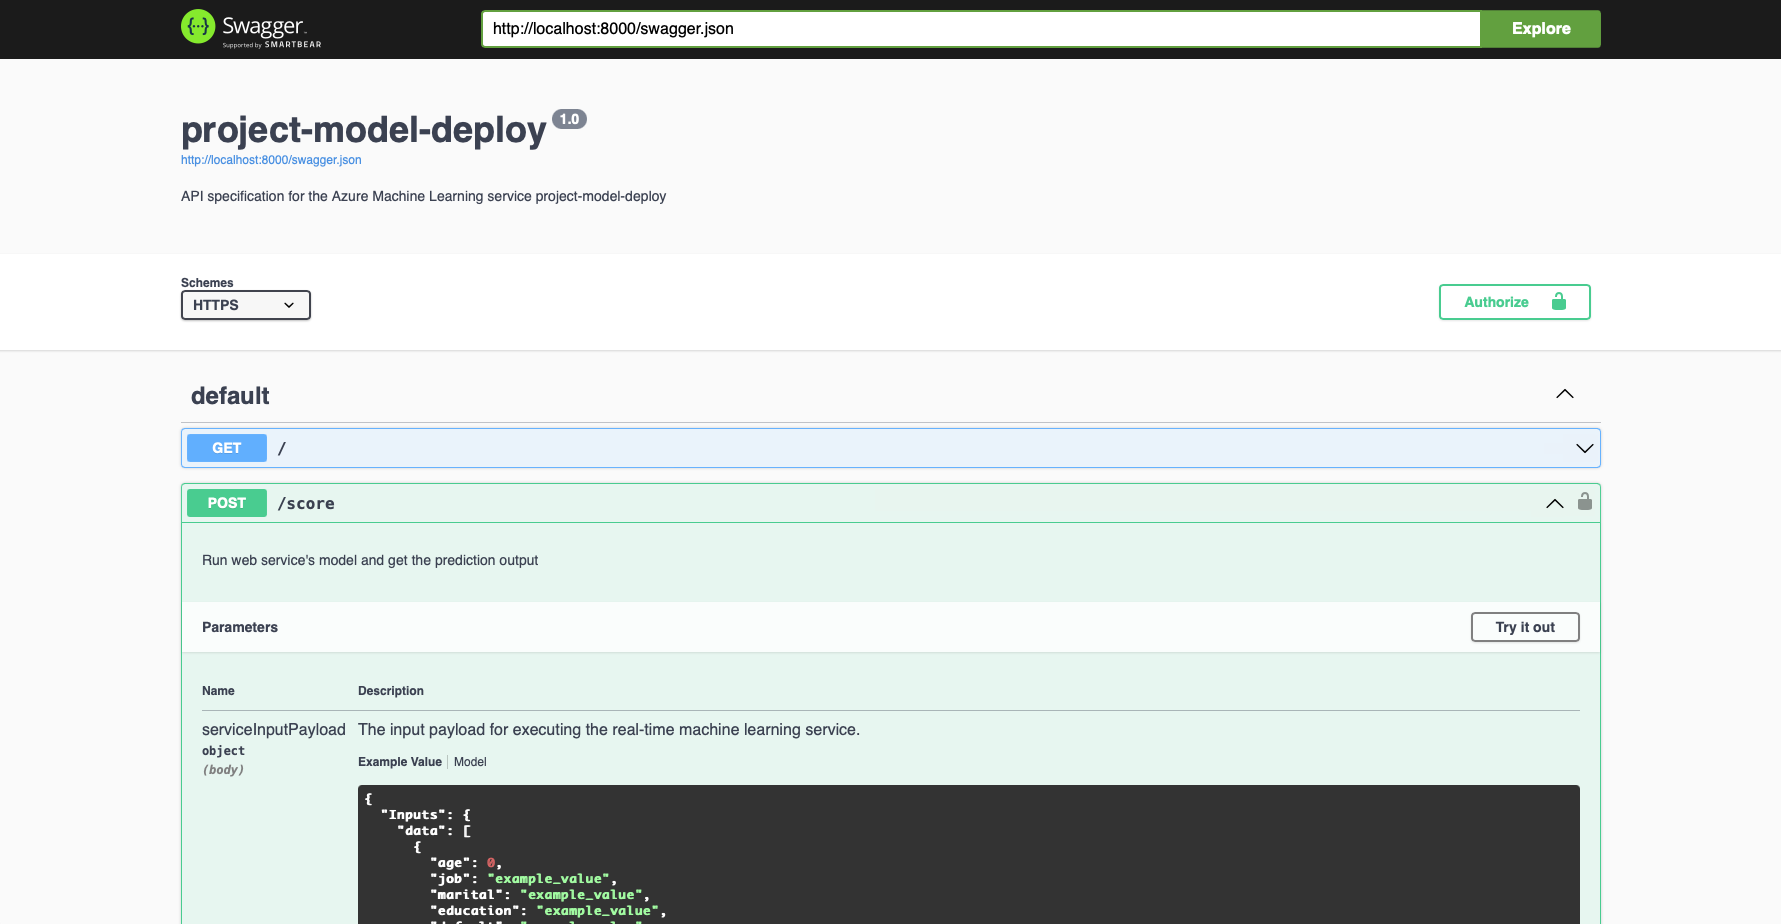 Swagger
Supported by SMARTBEAR
http://localhost:8000/swagger.json
Explore
project-model-deploy 1.0
http://localhost:8000/swagger.json
API specification for the Azure Machine Learning service project-model-deploy
Schemes
HTTPS
Authorize
default
GET /
POST /score
Run web service's model and get the prediction output
Parameters
Try it out
Name Description
serviceInputPayload The input payload for executing the real-time machine learning service.
object
(body)
Example Value Model
{
"Inputs": {
"data": [
{
"age": 0,
"job": "example_value",
"marital": "example_value",
"education": "example_value",